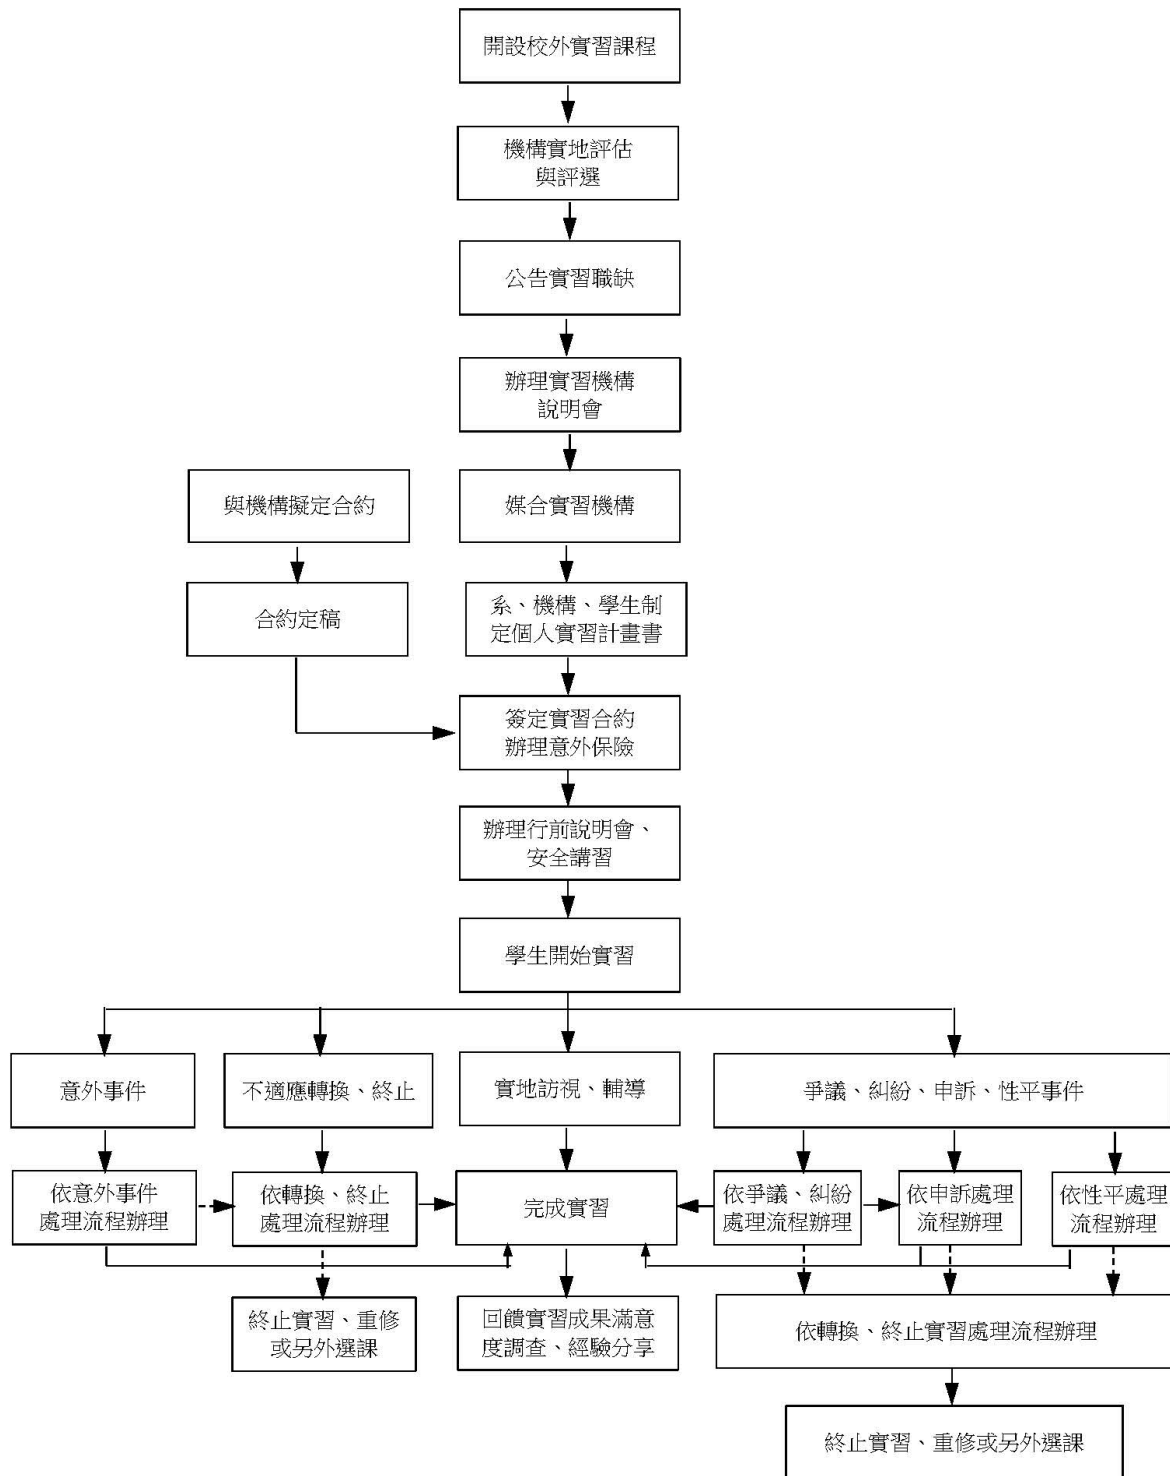 開設校外實習課程
機構實地評估
與評選
公告實習職缺
辦理實習機構
說明會
與機構擬定合約
媒合實習機構
合約定稿
系、機構、學生制
定個人實習計畫書
簽定實習合約
辦理意外保險
辦理行前說明會、
安全講習
學生開始實習
意外事件
不適應轉換、終止
實地訪視、輔導
爭議、糾紛、申訴、性平事件
依意外事件
處理流程辦理
依轉換、終止
處理流程辦理
完成實習
依爭議、糾紛
處理流程辦理
依申訴處理
流程辦理
依性平處理
流程辦理
終止實習、重修
或另外選課
回饋實習成果滿意
度調查、經驗分享
依轉換、終止實習處理流程辦理
終止實習、重修或另外選課